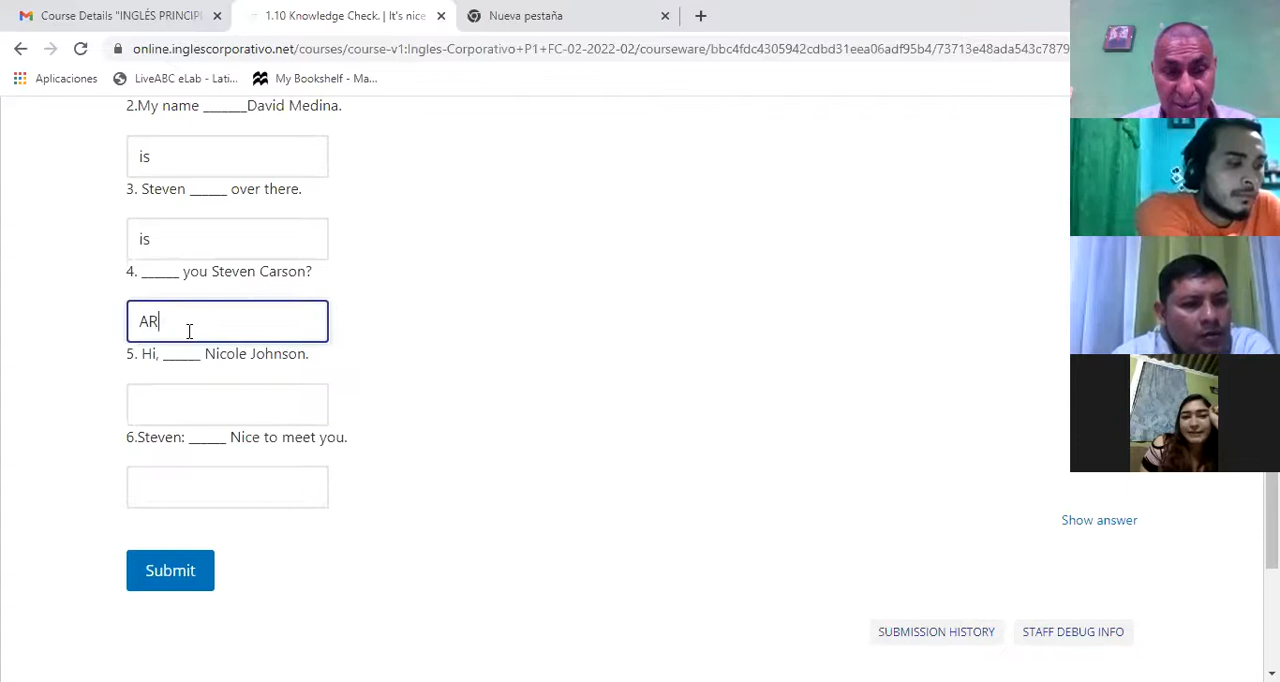 Course Details "INGLÉS PRINCIPI
1.10 Knowledge Check. | It's nice
Nueva pestaña
online.inglescorporativo.net/courses/course-v1:Ingles-Corporativo+P1+FC-02-2022-02/courseware/bbc4fdc4305942cdbd31eea06adf95b4/73713e48ada543c7879
Aplicaciones
LiveABC eLab - Lati...
My Bookshelf - Ma...
2.My name ______David Medina.
is
3. Steven _____ over there.
is
4. _____ you Steven Carson?
AR
5. Hi, _____ Nicole Johnson.
6.Steven: _____ Nice to meet you.
Show answer
Submit
SUBMISSION HISTORY
STAFF DEBUG INFO